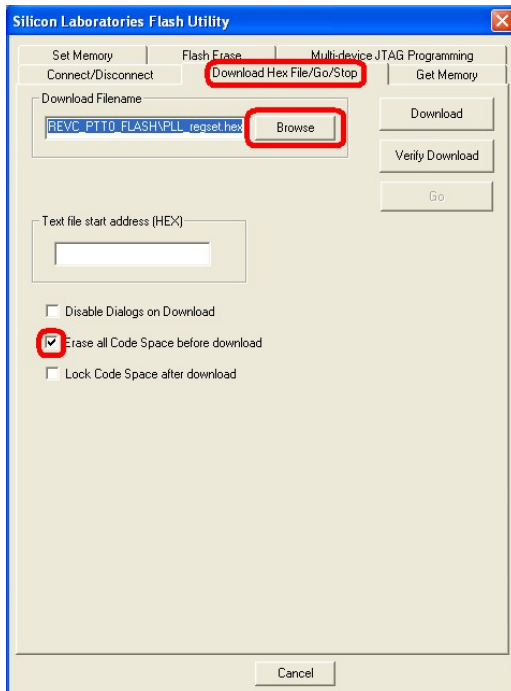 Silicon Laboratories Flash Utility
Set Memory Flash Erase Multi-device JTAG Programming
Connect/Disconnect Download Hex File/Go/Stop Get Memory
Download Filename
REVC_PTT0_FLASH\PLL_regset.hex Browse
Download
Verify Download
Go
Text file start address (HEX)
Disable Dialogs on Download
Erase all Code Space before download
Lock Code Space after download
Cancel